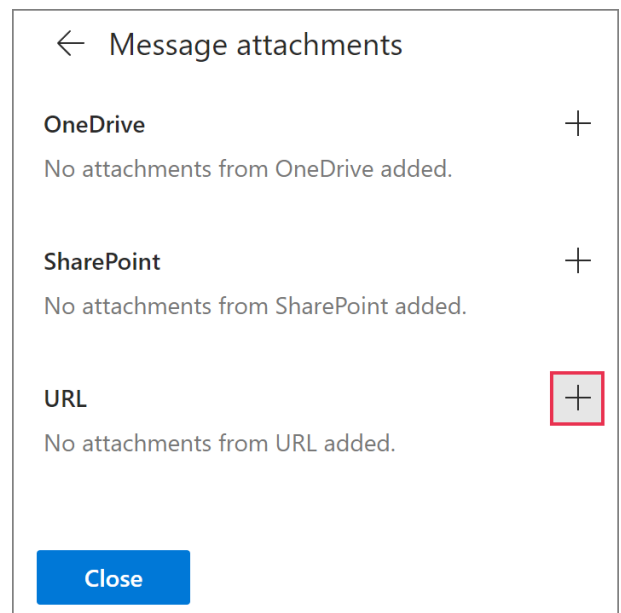 Message attachments
OneDrive
No attachments from OneDrive added.
SharePoint
No attachments from SharePoint added.
URL
No attachments from URL added.
Close